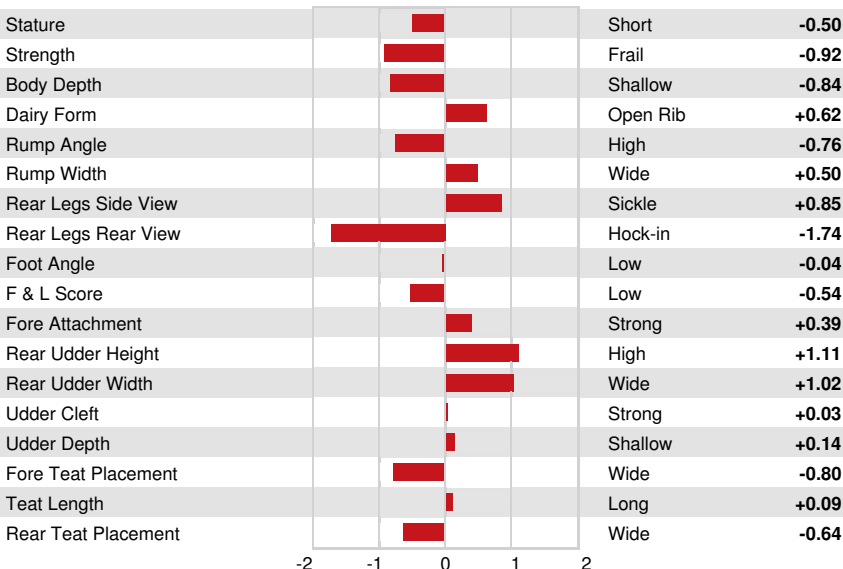 Stature Short -0.50
Strength Frail -0.92
Body Depth Shallow -0.84
Dairy Form Open Rib +0.62
Rump Angle High -0.76
Rump Width Wide +0.50
Rear Legs Side View Sickle +0.85
Rear Legs Rear View Hock-in -1.74
Foot Angle Low -0.04
F & L Score Low -0.54
Fore Attachment Strong +0.39
Rear Udder Height High +1.11
Rear Udder Width Wide +1.02
Udder Cleft Strong +0.03
Udder Depth Shallow +0.14
Fore Teat Placement Wide -0.80
Teat Length Long +0.09
Rear Teat Placement Wide -0.64
-2 -1 0 1 2